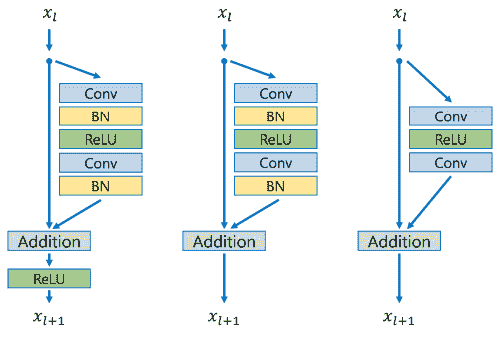 x_l
Conv
BN
ReLU
Conv
BN
Addition
ReLU
x_{l+1}
x_l
Conv
BN
ReLU
Conv
BN
Addition
x_{l+1}
x_l
Conv
ReLU
Conv
Addition
x_{l+1}